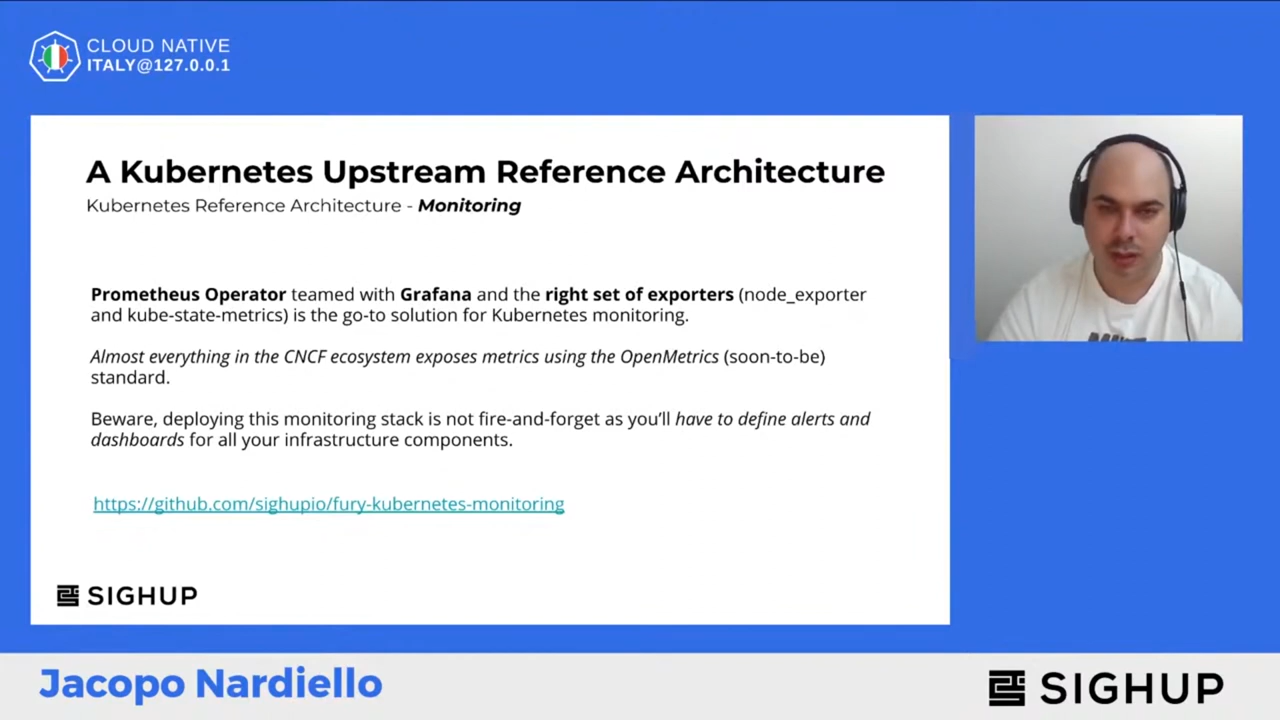 CLOUD NATIVE
ITALY@127.0.0.1
A Kubernetes Upstream Reference Architecture
Kubernetes Reference Architecture - Monitoring
Prometheus Operator teamed with Grafana and the right set of exporters (node_exporter
and kube-state-metrics) is the go-to solution for Kubernetes monitoring.
Almost everything in the CNCF ecosystem exposes metrics using the OpenMetrics (soon-to-be)
standard.
Beware, deploying this monitoring stack is not fire-and-forget as you’ll have to define alerts and
dashboards for all your infrastructure components.
https://github.com/sighupio/fury-kubernetes-monitoring
SIGHUP
Jacopo Nardiello
SIGHUP